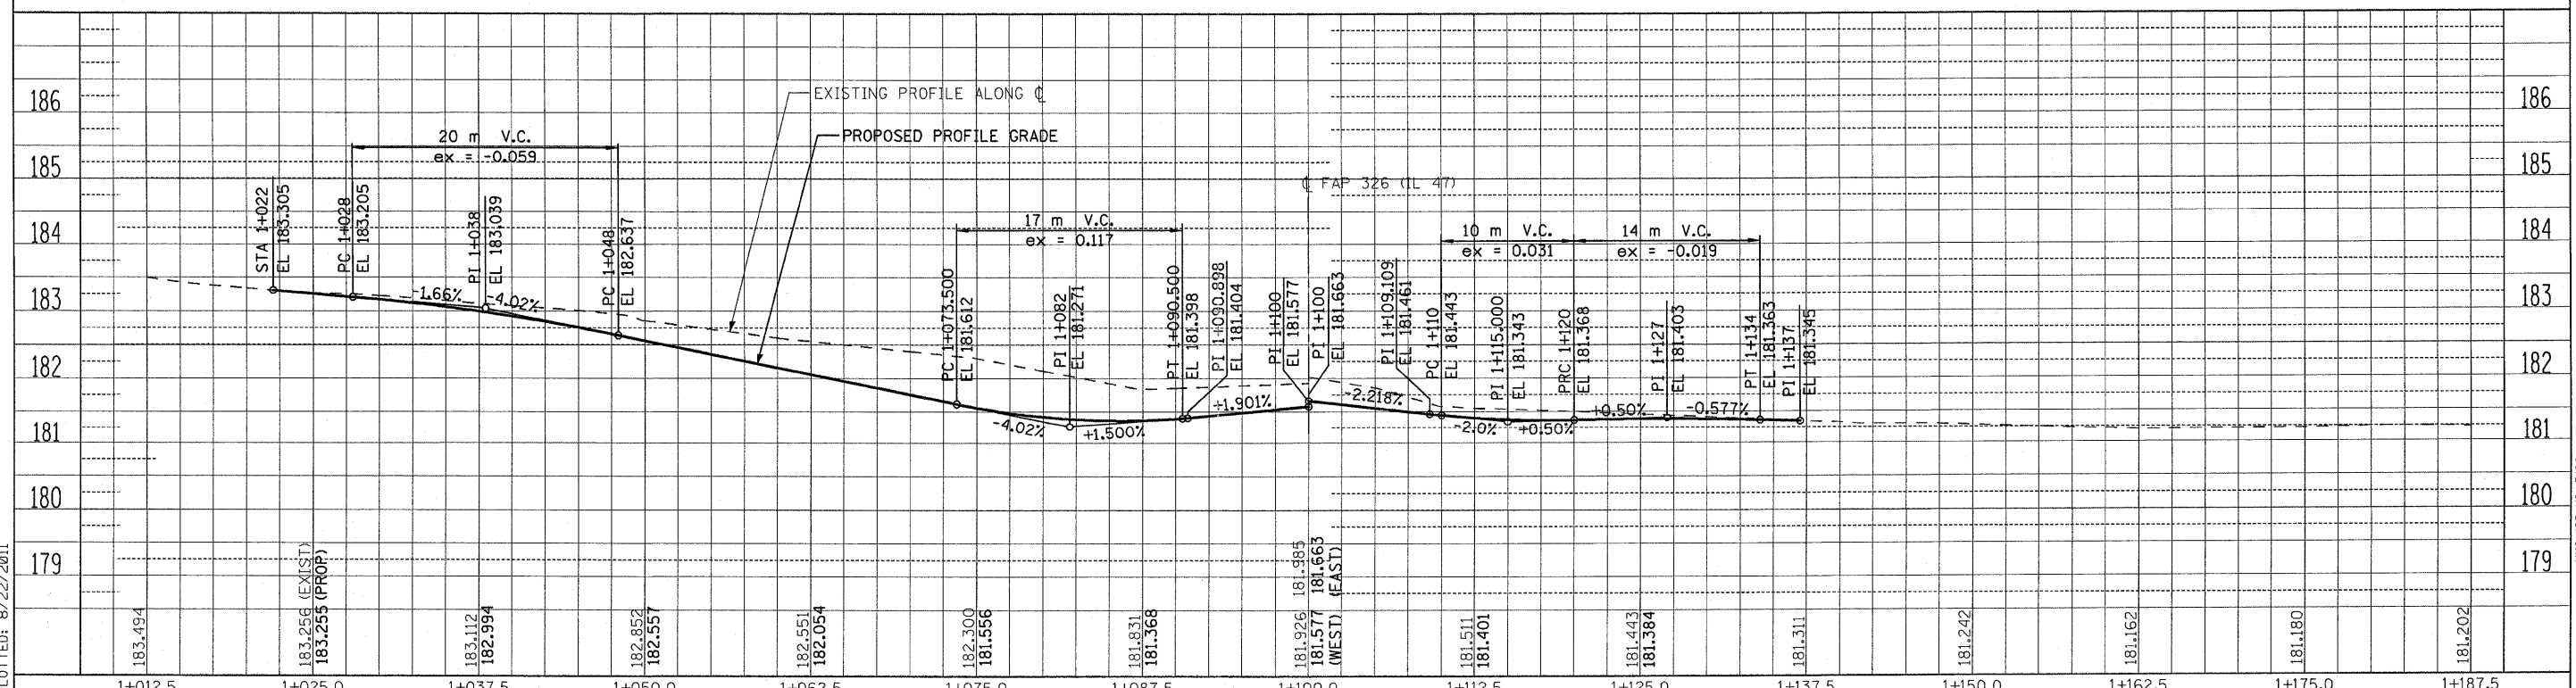 186
185
184
183
182
181
180
179
186
185
184
183
182
181
180
179
EXISTING PROFILE ALONG ℄
PROPOSED PROFILE GRADE
20 m V.C.
ex = -0.059
17 m V.C.
ex = 0.117
10 m V.C.
ex = 0.031
14 m V.C.
ex = -0.019
℄ FAP 326 (IL 47)
STA 1+022
EL 183.305
PC 1+028
EL 183.205
PI 1+038
EL 183.039
PC 1+048
EL 182.637
PC 1+073.500
EL 181.612
PI 1+082
EL 181.271
PT 1+090.500
EL 181.398
PI 1+090.898
EL 181.404
PI 1+100
EL 181.577
PI 1+100
EL 181.663
PI 1+109.109
EL 181.461
PC 1+110
EL 181.443
PI 1+115.000
EL 181.343
PRC 1+120
EL 181.368
PI 1+127
EL 181.403
PT 1+134
EL 181.363
PI 1+137
EL 181.345
-1.66%
-4.02%
-4.02%
+1.500%
+1.901%
-2.218%
-2.0%
+0.50%
+0.50%
-0.577%
183.494
183.256 (EXIST)
183.255 (PROP)
183.112
182.994
182.852
182.557
182.551
182.054
182.300
181.556
181.831
181.368
181.926 181.985
181.577 181.663
(WEST) (EAST)
181.511
181.401
181.443
181.384
181.311
181.242
181.162
181.180
181.202
1+012.5
1+025.0
1+037.5
1+050.0
1+062.5
1+075.0
1+087.5
1+100.0
1+112.5
1+125.0
1+137.5
1+150.0
1+162.5
1+175.0
1+187.5
LOTTED: 8/22/2011